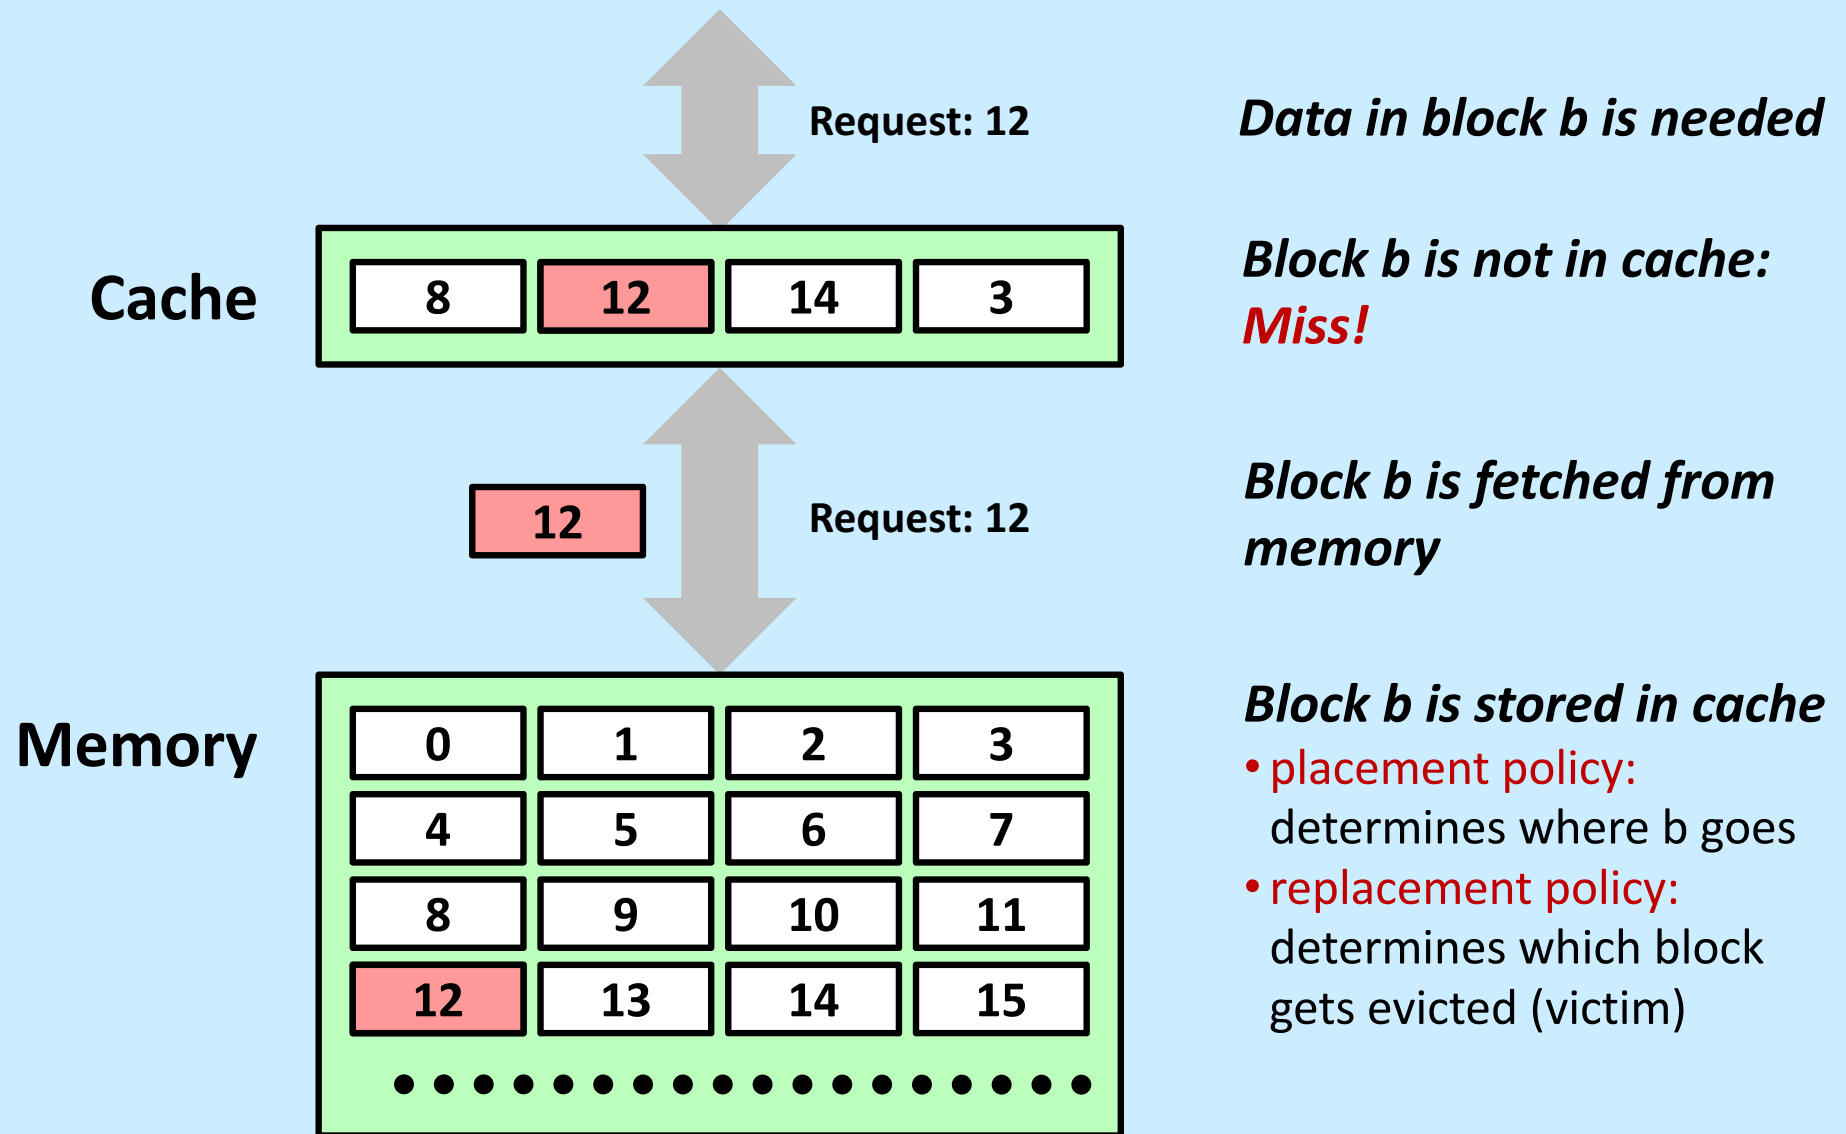 Request: 12
Data in block b is needed
Cache
8 12 14 3
Block b is not in cache:
Miss!
12
Request: 12
Block b is fetched from
memory
Memory
0 1 2 3
4 5 6 7
8 9 10 11
12 13 14 15
Block b is stored in cache
• placement policy:
determines where b goes
• replacement policy:
determines which block
gets evicted (victim)